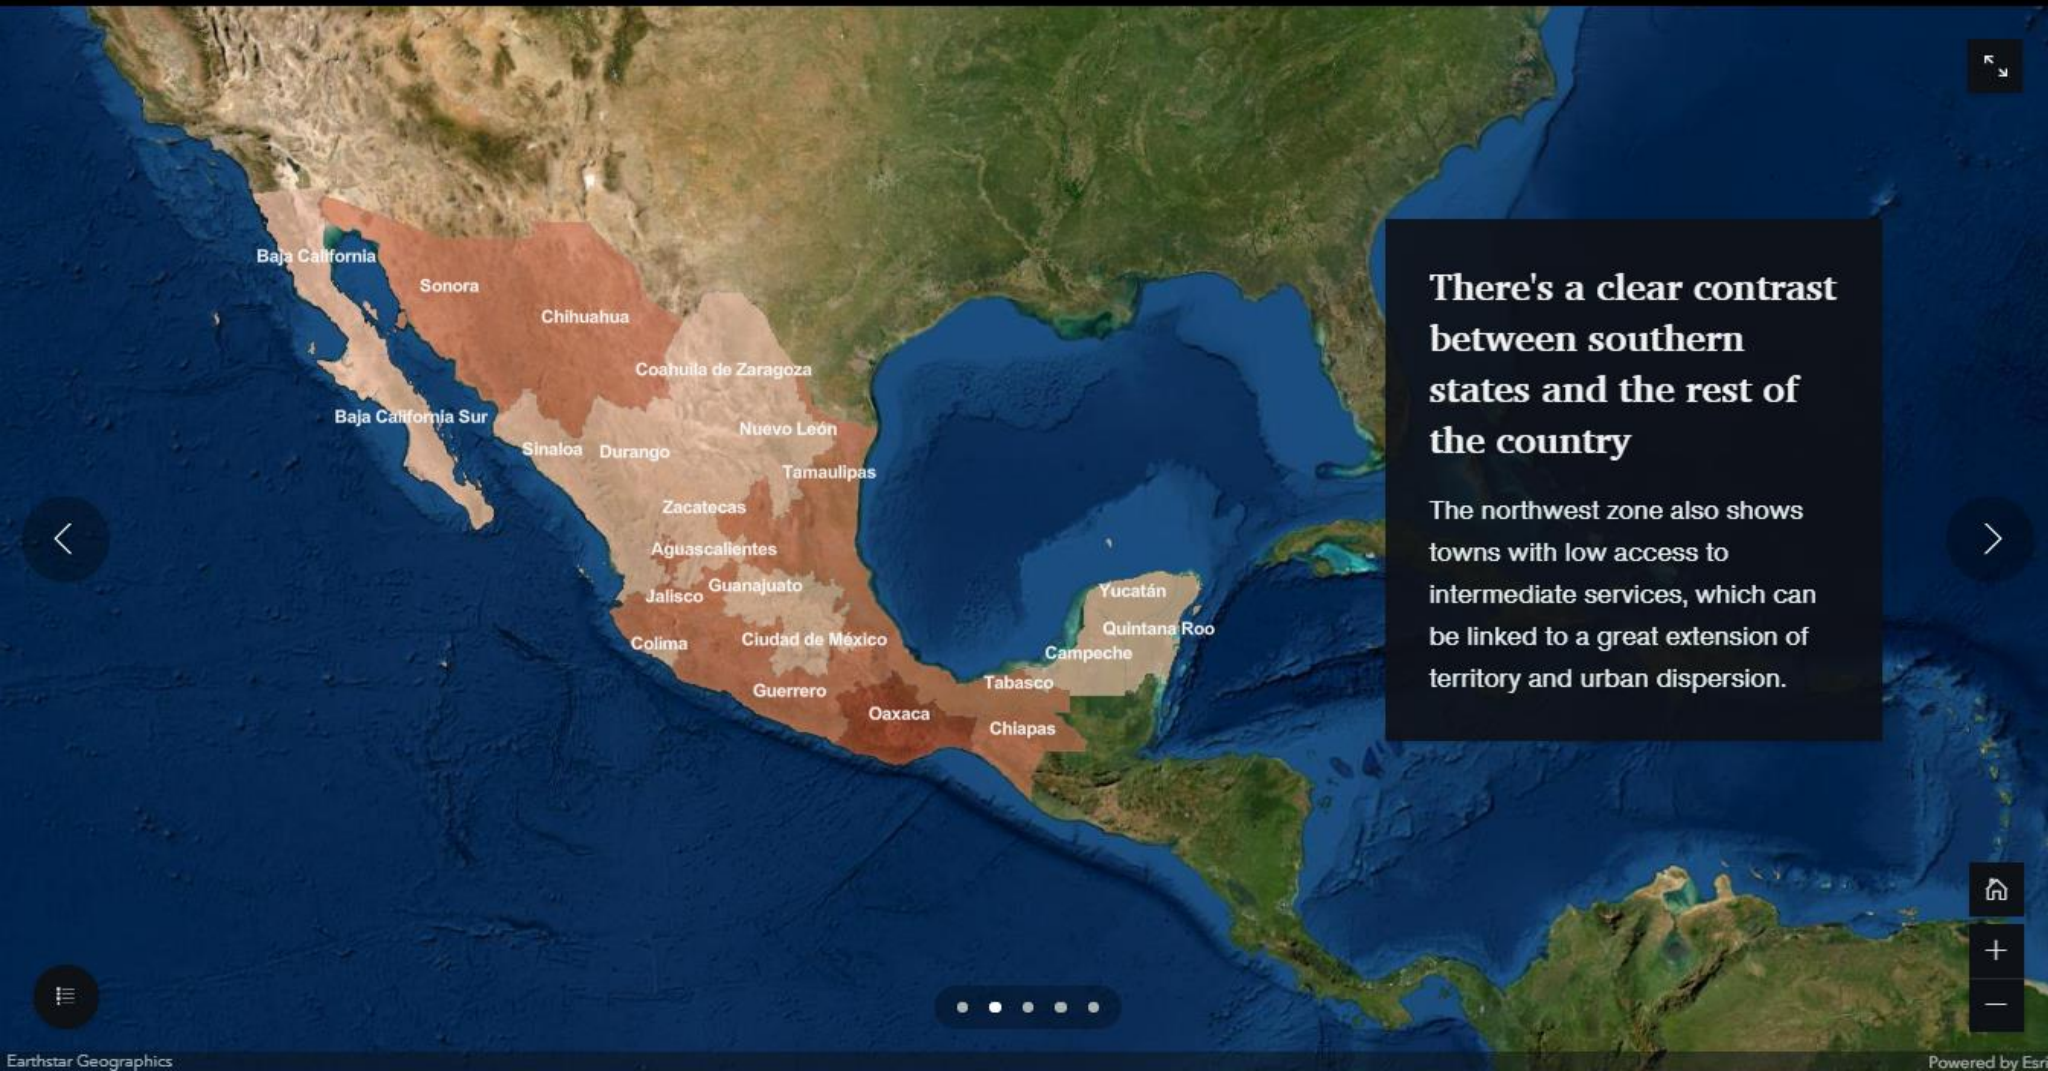 Baja California
Sonora
Chihuahua
Coahuila de Zaragoza
Baja California Sur
Nuevo León
Sinaloa
Durango
Tamaulipas
Zacatecas
Aguascalientes
Guanajuato
Jalisco
Colima
Ciudad de México
Guerrero
Oaxaca
Yucatán
Quintana Roo
Campeche
Tabasco
Chiapas
There's a clear contrast
between southern
states and the rest of
the country
The northwest zone also shows
towns with low access to
intermediate services, which can
be linked to a great extension of
territory and urban dispersion.
Earthstar Geographics
Powered by Esri